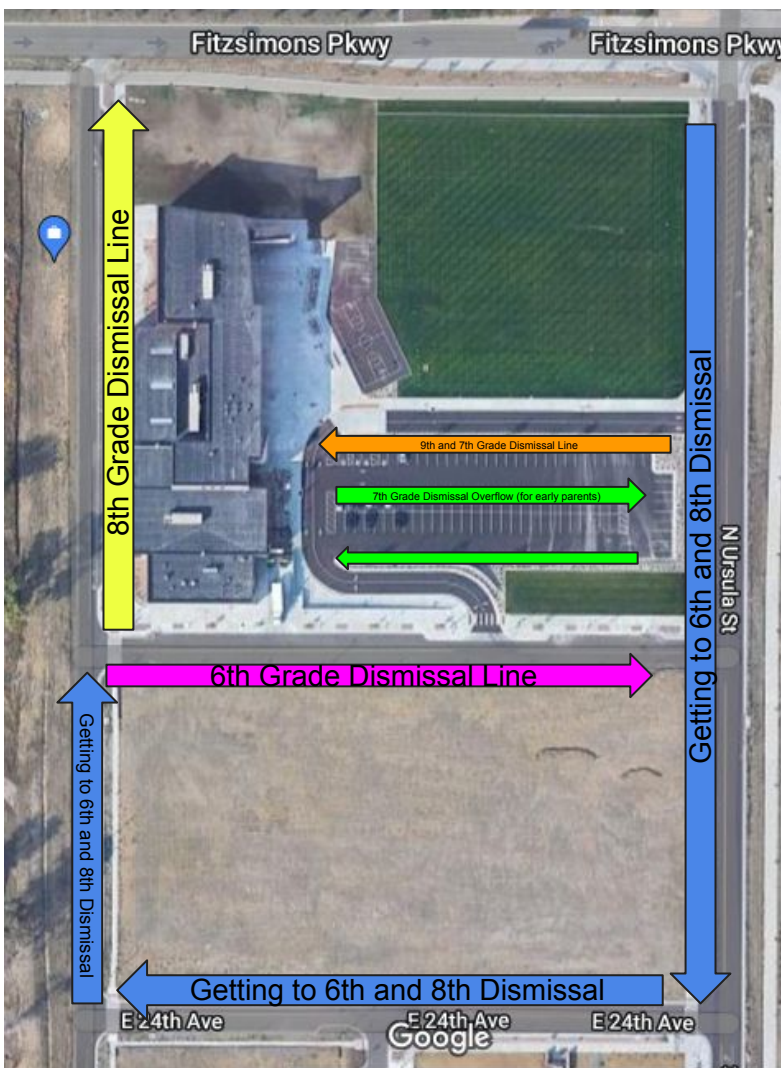 Fitzsimons Pkwy
Fitzsimons Pkwy
8th Grade Dismissal Line
Getting to 6th and 8th Dismissal
9th and 7th Grade Dismissal Line
7th Grade Dismissal Overflow (for early parents)
N Ursula St
6th Grade Dismissal Line
Getting to 6th and 8th Dismissal
Getting to 6th and 8th Dismissal
E 24th Ave
E 24th Ave
E 24th Ave
Google